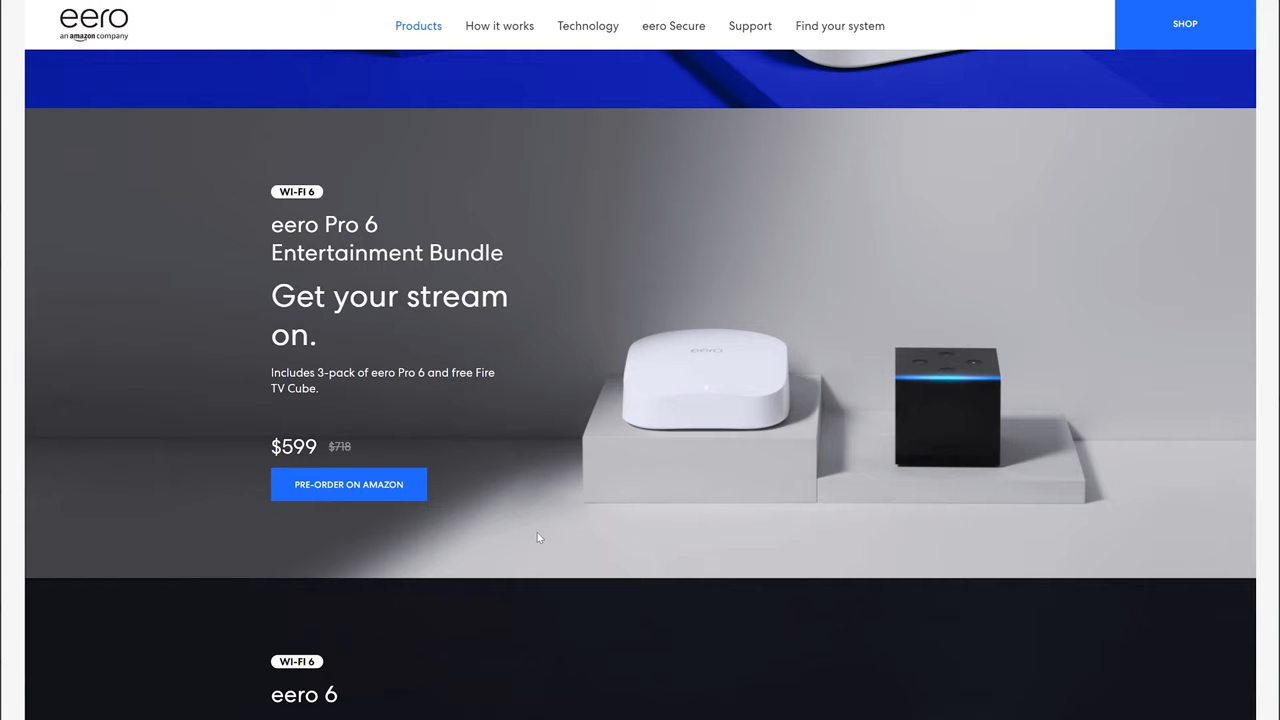 eero
an amazon company
Products
How it works
Technology
eero Secure
Support
Find your system
SHOP
WI-FI 6
eero Pro 6
Entertainment Bundle
Get your stream
on.
Includes 3-pack of eero Pro 6 and free Fire
TV Cube.
eero
$599 $718
PRE-ORDER ON AMAZON
WI-FI 6
eero 6